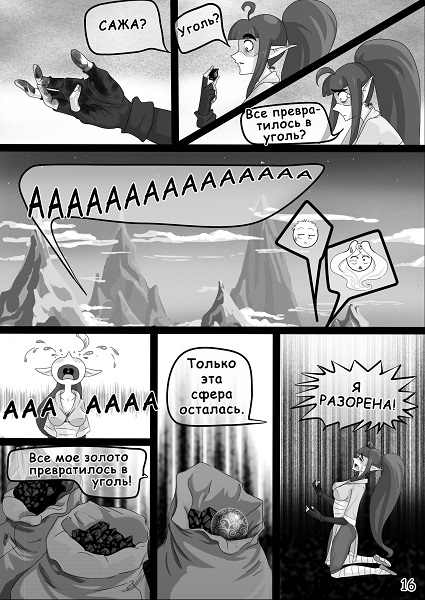 САЖА?
Уголь?
Все превра-
тилось в
уголь?
АААААААААААААААААА
ААА АААА
Все мое золото
превратилось в
уголь!
Только
эта
сфера
осталась.
Я
РАЗОРЕНА!
16